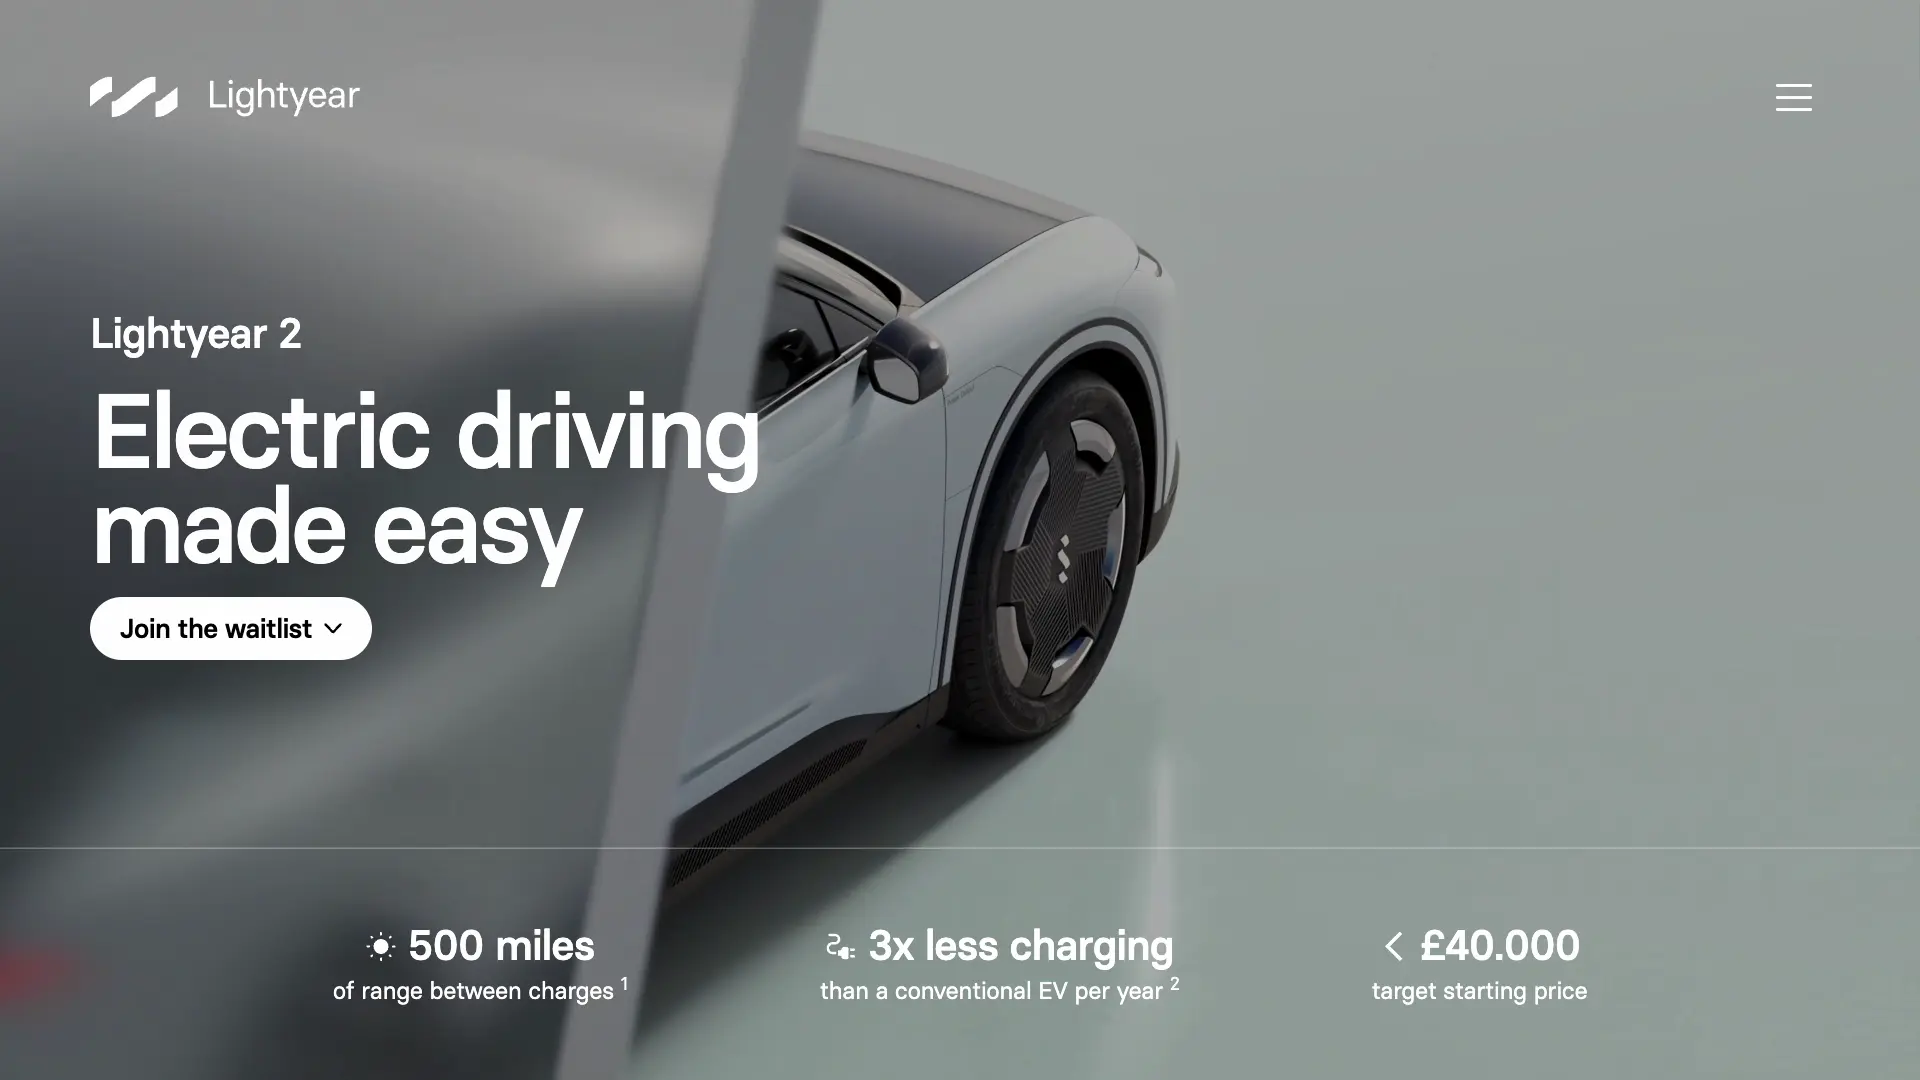 Lightyear
Lightyear 2
Electric driving
made easy
Join the waitlist
500 miles
of range between charges 1
3x less charging
than a conventional EV per year 2
< £40.000
target starting price